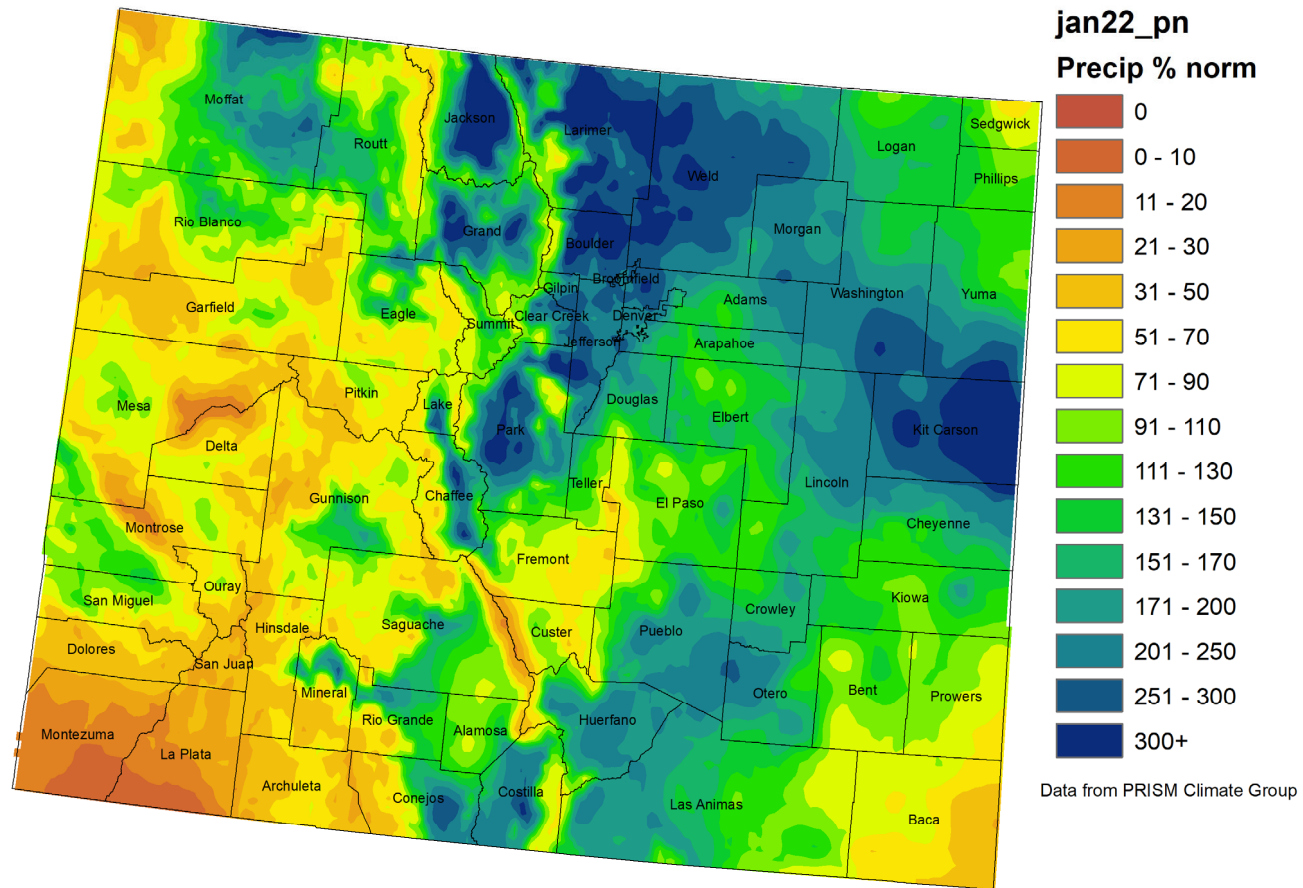 jan22_pn
Precip % norm
0
0 - 10
11 - 20
21 - 30
31 - 50
51 - 70
71 - 90
91 - 110
111 - 130
131 - 150
151 - 170
171 - 200
201 - 250
251 - 300
300+
Data from PRISM Climate Group
Moffat
Routt
Jackson
Larimer
Weld
Logan
Sedgwick
Phillips
Rio Blanco
Grand
Boulder
Morgan
Broomfield
Gilpin
Adams
Washington
Yuma
Garfield
Eagle
Summit
Clear Creek
Denver
Jefferson
Arapahoe
Mesa
Pitkin
Lake
Park
Douglas
Elbert
Kit Carson
Delta
Gunnison
Chaffee
Teller
El Paso
Lincoln
Cheyenne
Montrose
Fremont
Ouray
San Miguel
Hinsdale
Saguache
Custer
Pueblo
Crowley
Kiowa
Dolores
San Juan
Mineral
Otero
Bent
Prowers
Montezuma
La Plata
Rio Grande
Alamosa
Huerfano
Archuleta
Conejos
Costilla
Las Animas
Baca